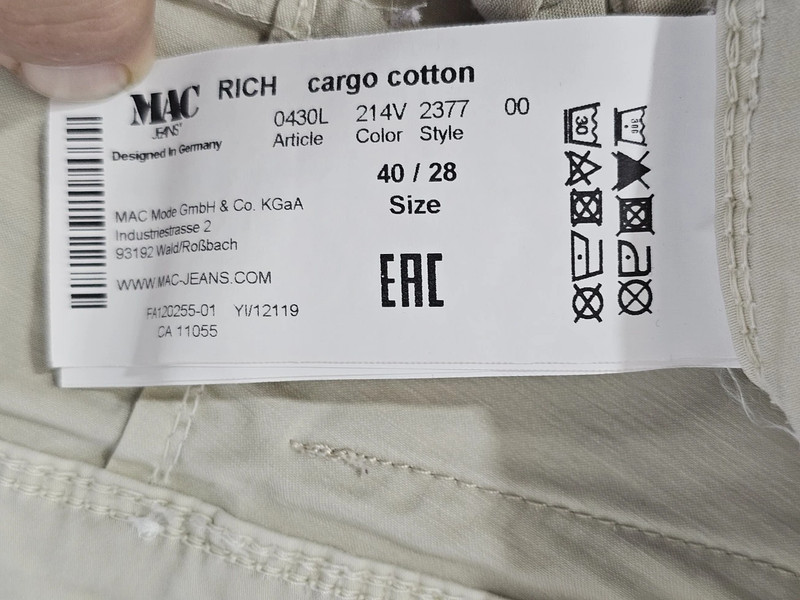 MAC RICH cargo cotton
JEANS
Designed in Germany
0430L 214V 2377 00
Article Color Style
40 / 28
Size
MAC Mode GmbH & Co. KGaA
Industriestrasse 2
93192 Wald/Roßbach
WWW.MAC-JEANS.COM
FA120255-01 YI/12119
CA 11055
EAC
30